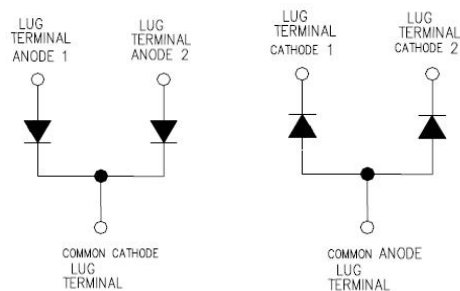 LUG
TERMINAL
ANODE 1
LUG
TERMINAL
ANODE 2
LUG
TERMINAL
CATHODE 1
LUG
TERMINAL
CATHODE 2
COMMON CATHODE
LUG
TERMINAL
COMMON ANODE
LUG
TERMINAL